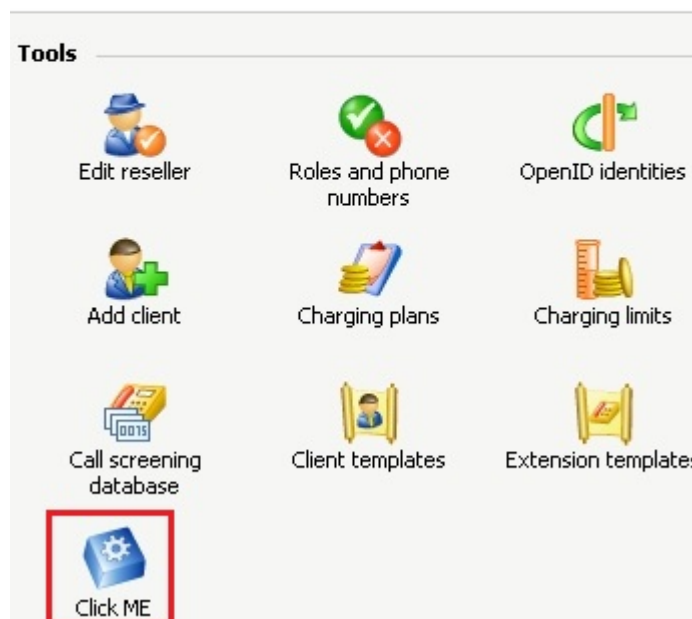 Tools
Edit reseller
Roles and phone
numbers
OpenID identities
Add client
Charging plans
Charging limits
Call screening
database
0015
Client templates
Extension templates
Click ME